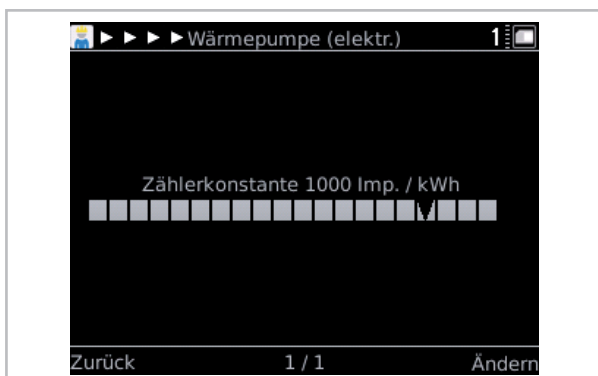 Wärmepumpe (elektr.) 1
Zählerkonstante 1000 Imp. / kWh
Zurück 1 / 1 Ändern